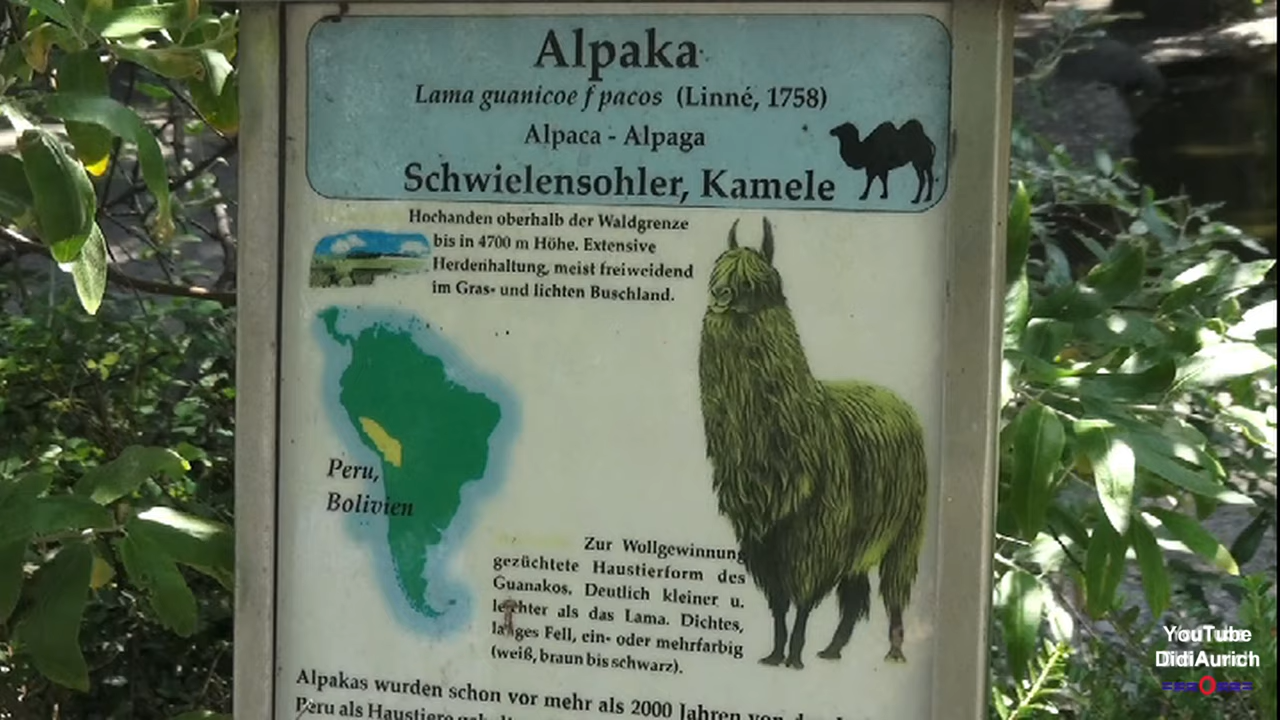 Alpaka
Lama guanicoe f pacos (Linné, 1758)
Alpaca - Alpaga
Schwielensohler, Kamele
Hochanden oberhalb der Waldgrenze
bis in 4700 m Höhe. Extensive
Herdenhaltung, meist freiweidend
im Gras- und lichten Buschland.
Peru,
Bolivien
Zur Wollgewinnung
gezüchtete Haustierform des
Guanakos. Deutlich kleiner u.
leichter als das Lama. Dichtes,
langes Fell, ein- oder mehrfarbig
(weiß, braun bis schwarz).
Alpakas wurden schon vor mehr als 2000 Jahren von
Peru als Haustiere
YouTube
DidiAurich